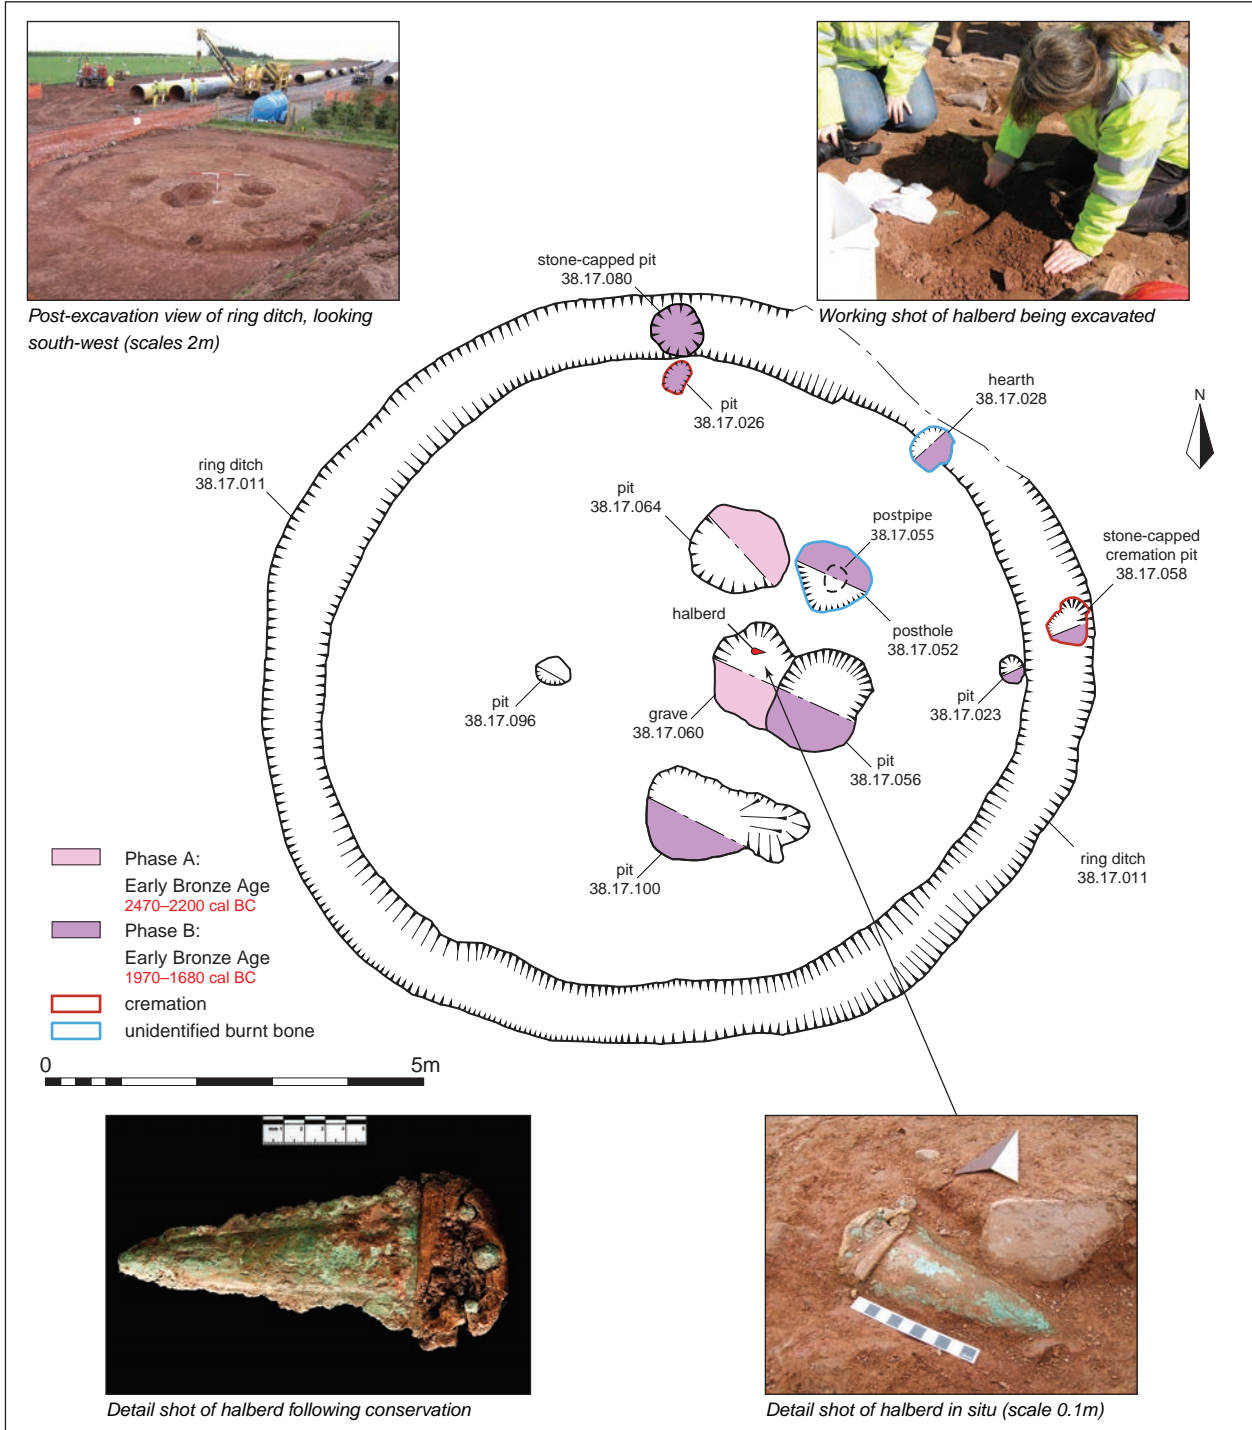 Post-excavation view of ring ditch, looking
south-west (scales 2m)
Working shot of halberd being excavated
stone-capped pit
38.17.080
pit
38.17.026
hearth
38.17.028
N
ring ditch
38.17.011
pit
38.17.064
postpipe
38.17.055
stone-capped
cremation pit
38.17.058
halberd
posthole
38.17.052
pit
38.17.096
grave
38.17.060
pit
38.17.023
pit
38.17.056
pit
38.17.100
ring ditch
38.17.011
Phase A:
Early Bronze Age
2470–2200 cal BC
Phase B:
Early Bronze Age
1970–1680 cal BC
cremation
unidentified burnt bone
0 5m
mm 1 2 3 4 5
Detail shot of halberd following conservation
Detail shot of halberd in situ (scale 0.1m)